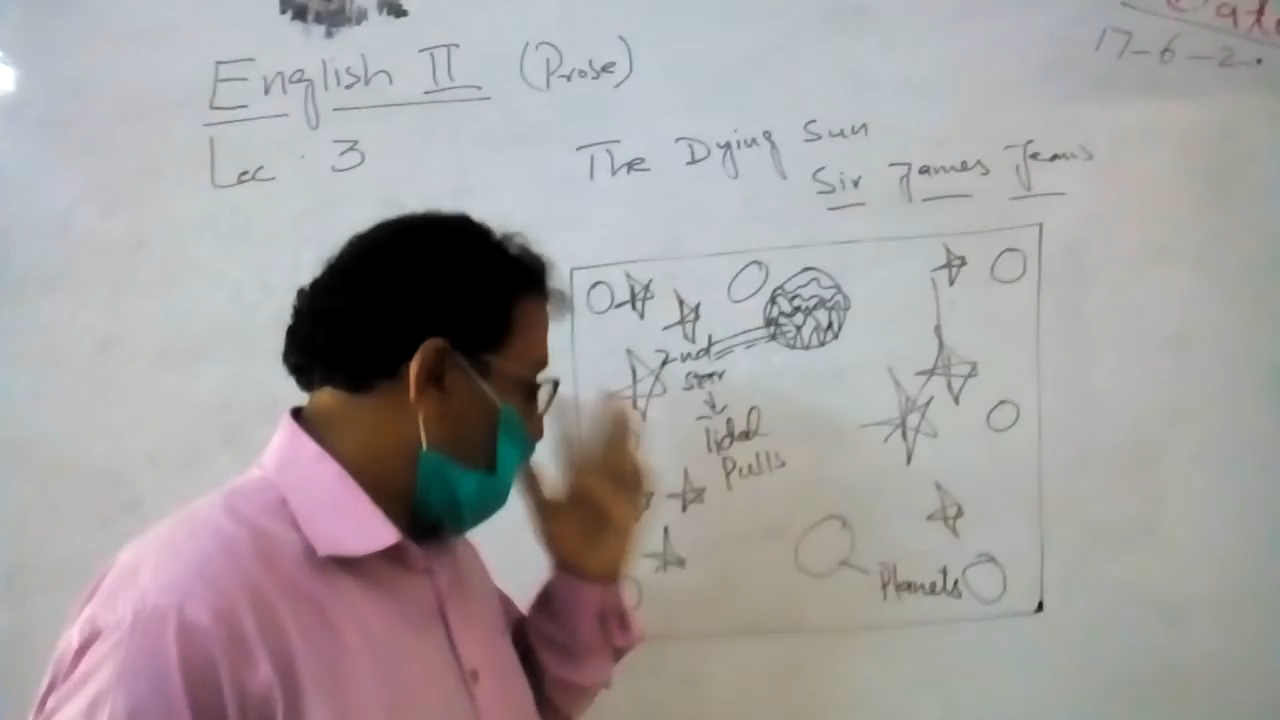 English II (Prose)
Lec. 3
17-6-2
The Dying Sun
Sir James Jeans
2nd
star
Tidal
Pulls
Planets